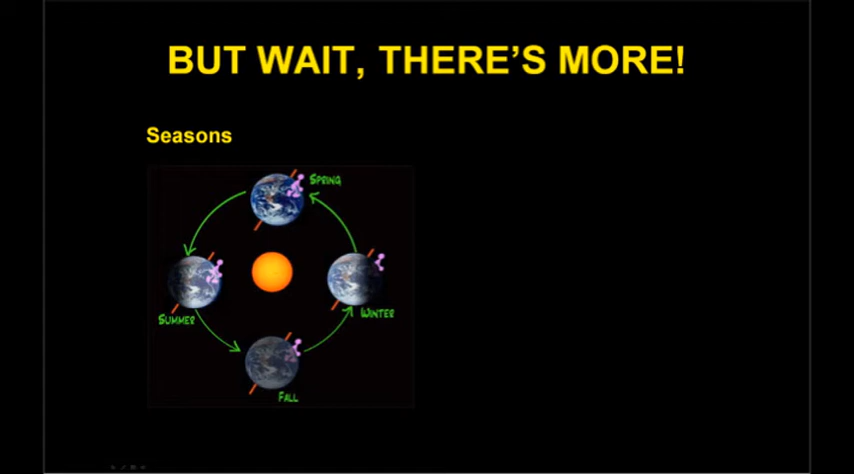 BUT WAIT, THERE'S MORE!
Seasons
SPRING
SUMMER
WINTER
FALL